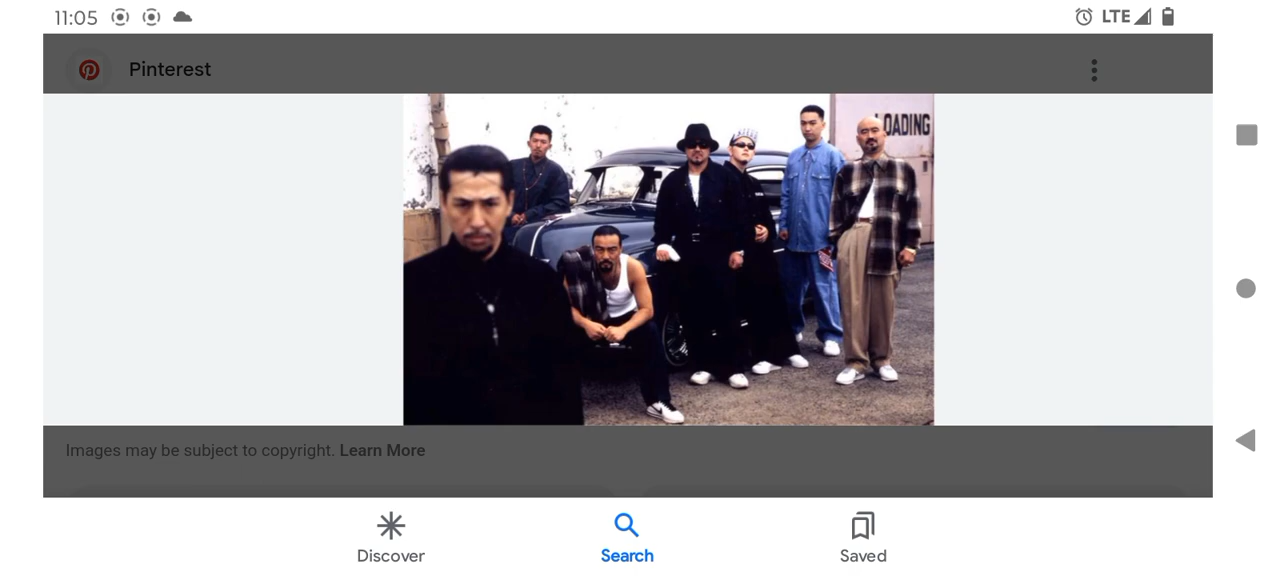 11:05
LTE
Pinterest
LOADING
Images may be subject to copyright. Learn More
Discover
Search
Saved